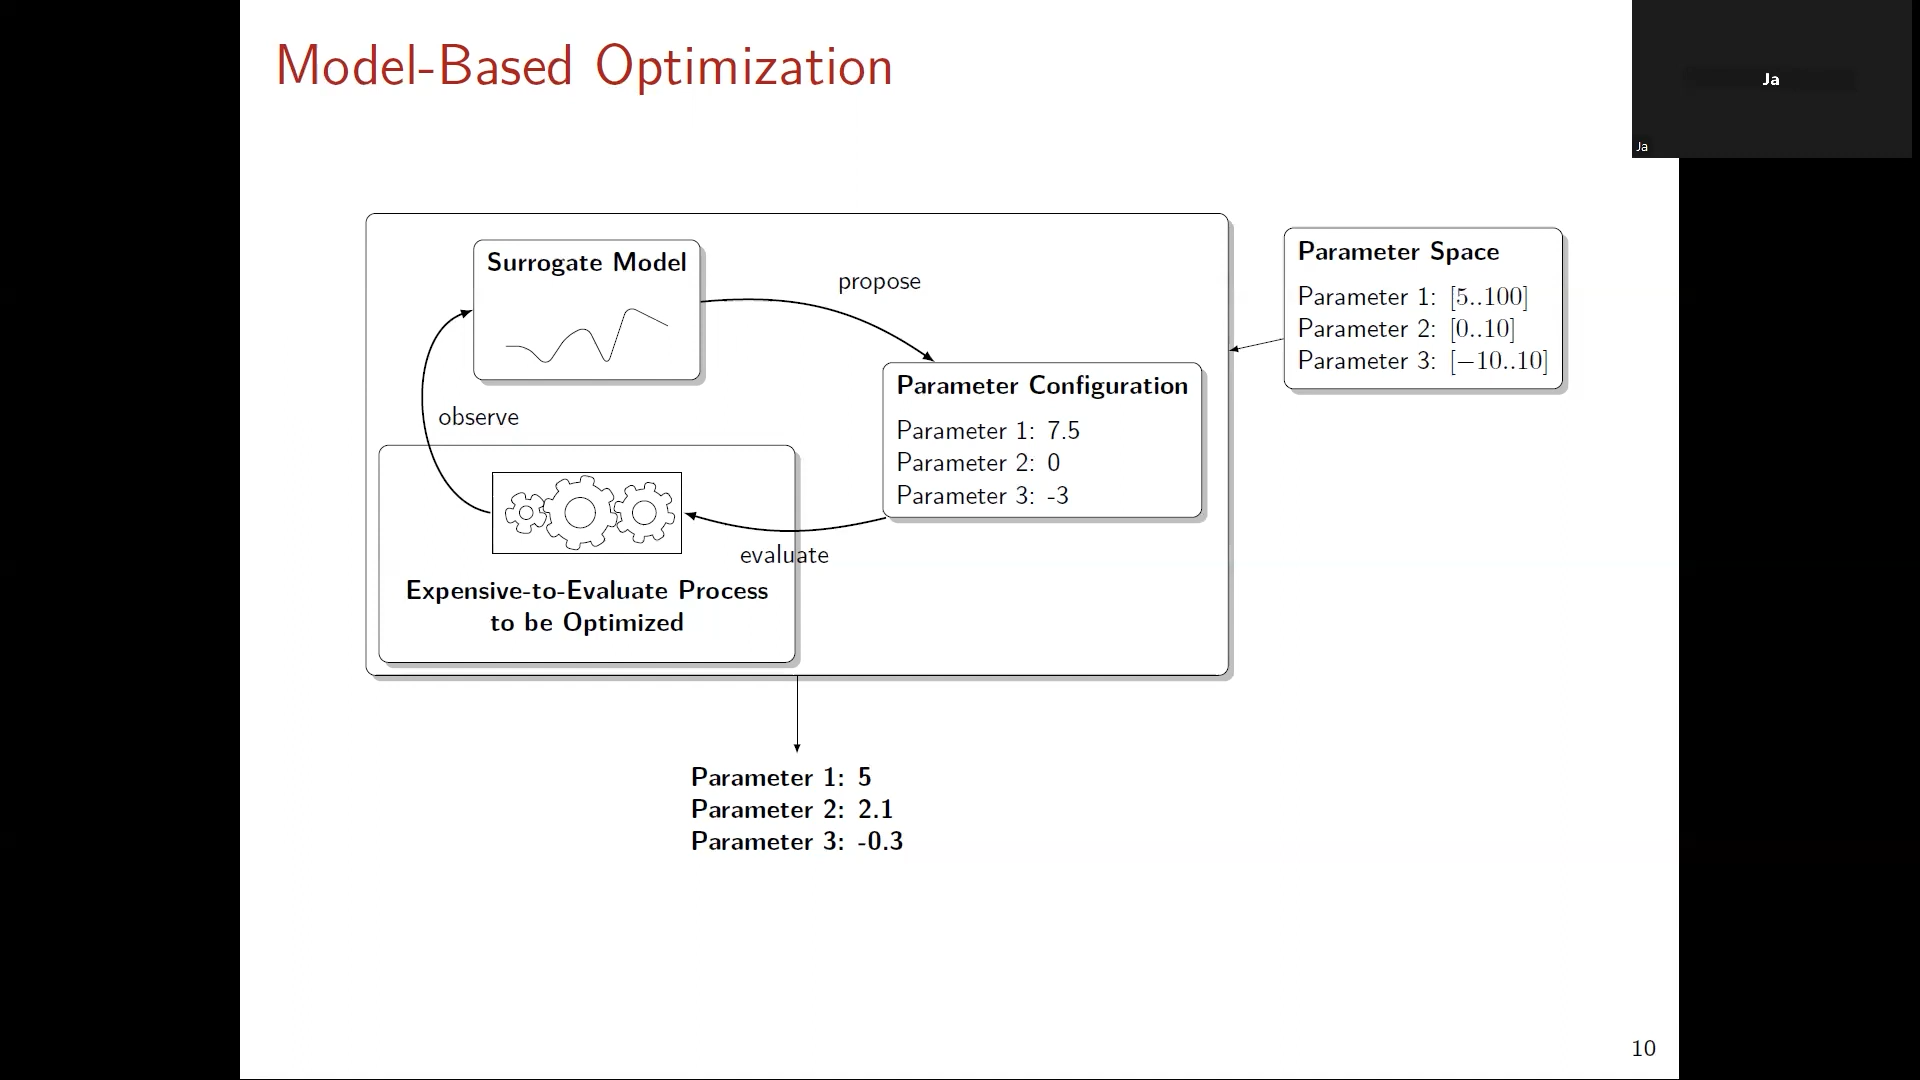 Model-Based Optimization
Ja
Ja
Surrogate Model
propose
Parameter Space
Parameter 1: [5..100]
Parameter 2: [0..10]
Parameter 3: [−10..10]
Parameter Configuration
Parameter 1: 7.5
Parameter 2: 0
Parameter 3: -3
observe
evaluate
Expensive-to-Evaluate Process
to be Optimized
Parameter 1: 5
Parameter 2: 2.1
Parameter 3: -0.3
10